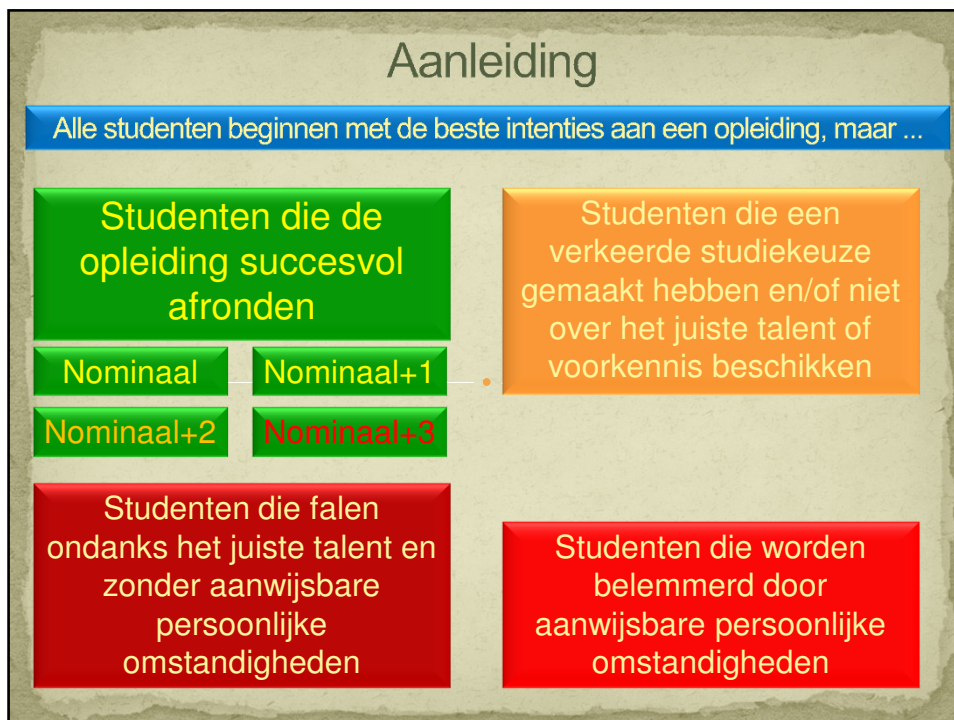 Aanleiding
Alle studenten beginnen met de beste intenties aan een opleiding, maar ...
Studenten die de
opleiding succesvol
afronden
Nominaal
Nominaal+1
Nominaal+2
Nominaal+3
Studenten die een
verkeerde studiekeuze
gemaakt hebben en/of niet
over het juiste talent of
voorkennis beschikken
Studenten die falen
ondanks het juiste talent en
zonder aanwijsbare
persoonlijke
omstandigheden
Studenten die worden
belemmerd door
aanwijsbare persoonlijke
omstandigheden